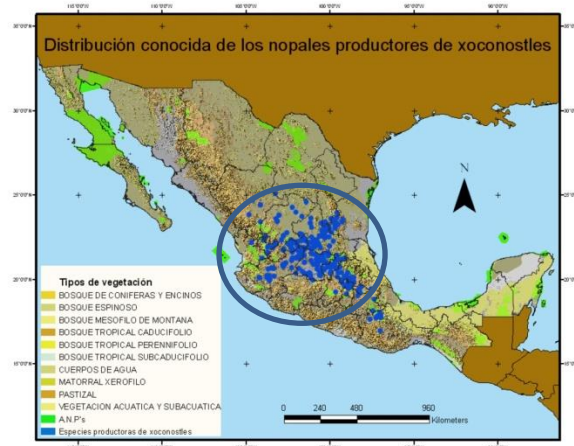 Distribución conocida de los nopales productores de xoconostles
N
Tipos de vegetación
BOSQUE DE CONIFERAS Y ENCINOS
BOSQUE ESPINOSO
BOSQUE MESOFILO DE MONTANA
BOSQUE TROPICAL CADUCIFOLIO
BOSQUE TROPICAL PERENNIFOLIO
BOSQUE TROPICAL SUBCADUCIFOLIO
CUERPOS DE AGUA
MATORRAL XEROFILO
PASTIZAL
VEGETACION ACUATICA Y SUBACUATICA
A.N.P's
Especies productoras de xoconostles
0 240 480 960
Kilometers